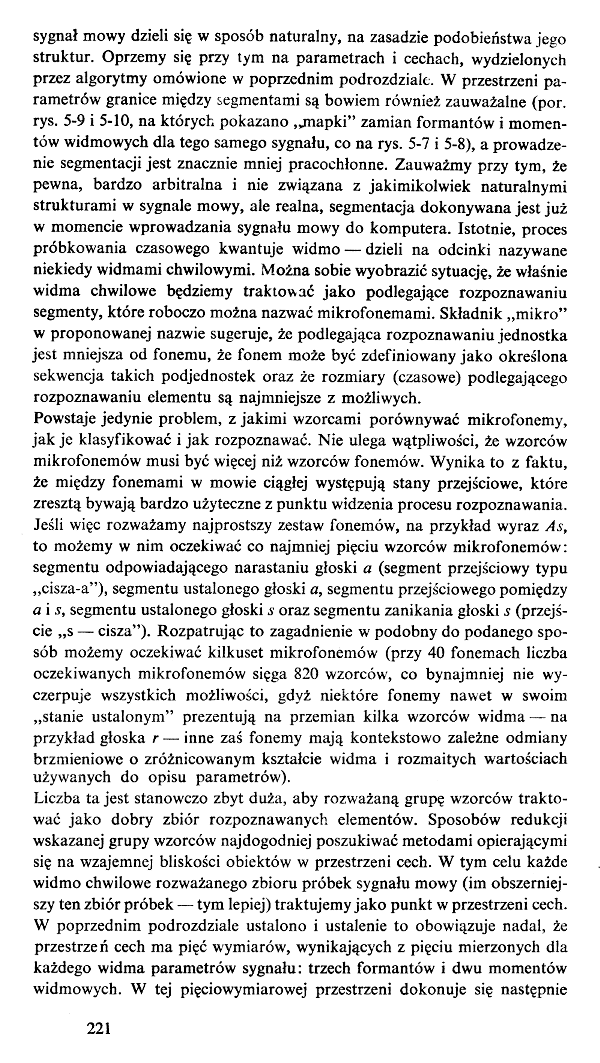 sygnał mowy dzieli się w sposób naturalny, na zasadzie podobieństwa jego
struktur. Oprzemy się przy tym na parametrach i cechach, wydzielonych
przez algorytmy omówione w poprzednim podrozdziale. W przestrzeni pa-
rametrów granice między segmentami są bowiem również zauważalne (por.
rys. 5-9 i 5-10, na których pokazano „mapki” zamian formantów i momen-
tów widmowych dla tego samego sygnału, co na rys. 5-7 i 5-8), a prowadze-
nie segmentacji jest znacznie mniej pracochłonne. Zauważmy przy tym, że
pewna, bardzo arbitralna i nie związana z jakimikolwiek naturalnymi
strukturami w sygnale mowy, ale realna, segmentacja dokonywana jest już
w momencie wprowadzania sygnału mowy do komputera. Istotnie, proces
próbkowania czasowego kwantuje widmo — dzieli na odcinki nazywane
niekiedy widmami chwilowymi. Można sobie wyobrazić sytuację, że właśnie
widma chwilowe będziemy traktować jako podlegające rozpoznawaniu
segmenty, które roboczo można nazwać mikrofonemami. Składnik „mikro”
w proponowanej nazwie sugeruje, że podlegająca rozpoznawaniu jednostka
jest mniejsza od fonemu, że fonem może być zdefiniowany jako określona
sekwencja takich podjednostek oraz że rozmiary (czasowe) podlegającego
rozpoznawaniu elementu są najmniejsze z możliwych.
Powstaje jedynie problem, z jakimi wzorcami porównywać mikrofonemy,
jak je klasyfikować i jak rozpoznawać. Nie ulega wątpliwości, że wzorców
mikrofonemów musi być więcej niż wzorców fonemów. Wynika to z faktu,
że między fonemami w mowie ciągłej występują stany przejściowe, które
zresztą bywają bardzo użyteczne z punktu widzenia procesu rozpoznawania.
Jeśli więc rozważamy najprostszy zestaw fonemów, na przykład wyraz As,
to możemy w nim oczekiwać co najmniej pięciu wzorców mikrofonemów:
segmentu odpowiadającego narastaniu głoski a (segment przejściowy typu
„cisza-a”), segmentu ustalonego głoski a, segmentu przejściowego pomiędzy
a i s, segmentu ustalonego głoski s oraz segmentu zanikania głoski s (przejś-
cie „s — cisza”). Rozpatrując to zagadnienie w podobny do podanego spo-
sób możemy oczekiwać kilkuset mikrofonemów (przy 40 fonemach liczba
oczekiwanych mikrofonemów sięga 820 wzorców, co bynajmniej nie wy-
czerpuje wszystkich możliwości, gdyż niektóre fonemy nawet w swoim
„stanie ustalonym” prezentują na przemian kilka wzorców widma — na
przykład głoska r — inne zaś fonemy mają kontekstowo zależne odmiany
brzmieniowe o zróżnicowanym kształcie widma i rozmaitych wartościach
używanych do opisu parametrów).
Liczba ta jest stanowczo zbyt duża, aby rozważaną grupę wzorców trakto-
wać jako dobry zbiór rozpoznawanych elementów. Sposobów redukcji
wskazanej grupy wzorców najdogodniej poszukiwać metodami opierającymi
się na wzajemnej bliskości obiektów w przestrzeni cech. W tym celu każde
widmo chwilowe rozważanego zbioru próbek sygnału mowy (im obszerniej-
szy ten zbiór próbek — tym lepiej) traktujemy jako punkt w przestrzeni cech.
W poprzednim podrozdziale ustalono i ustalenie to obowiązuje nadal, że
przestrzeń cech ma pięć wymiarów, wynikających z pięciu mierzonych dla
każdego widma parametrów sygnału: trzech formantów i dwu momentów
widmowych. W tej pięciowymiarowej przestrzeni dokonuje się następnie
221